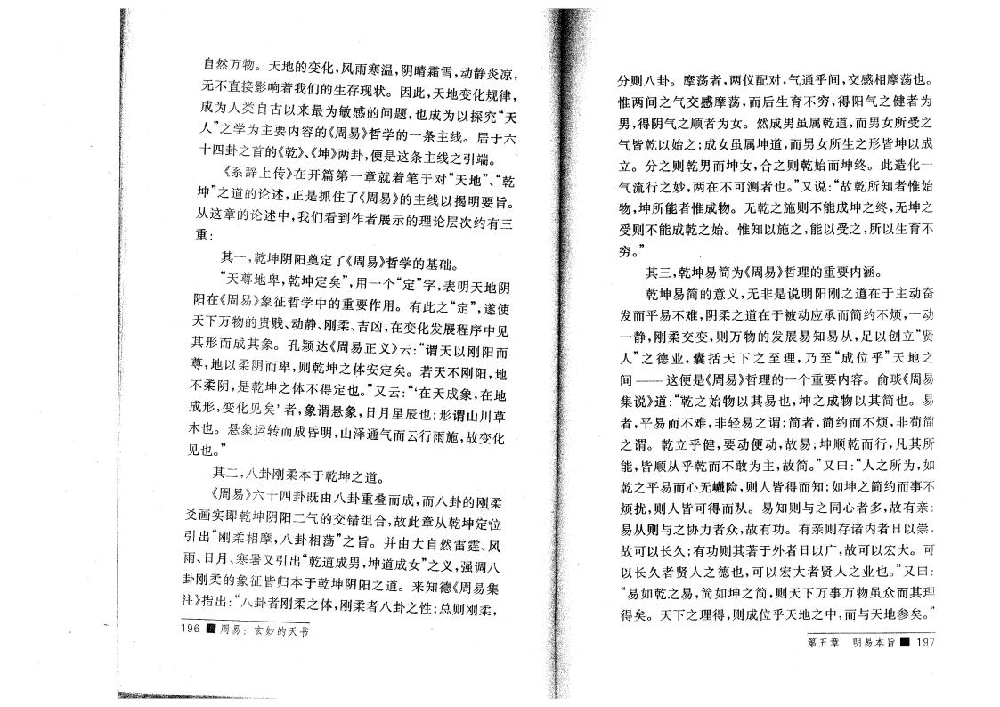 自然万物。天地的变化,风雨寒温,阴晴霜雪,动静炎凉,
无不直接影响着我们的生存现状。因此,天地变化规律,
成为人类自古以来最为敏感的问题,也成为以探究“天
人”之学为主要内容的《周易》哲学的一条主线。居于六
十四卦之首的《乾》、《坤》两卦,便是这条主线之引端。
《系辞上传》在开篇第一章就着笔于对“天地”、“乾
坤”之道的论述,正是抓住了《周易》的主线以揭明要旨。
从这章的论述中,我们看到作者展示的理论层次约有三
重:
其一,乾坤阴阳奠定了《周易》哲学的基础。
“天尊地卑,乾坤定矣”,用一个“定”字,表明天地阴
阳在《周易》象征哲学中的重要作用。有此之“定”,遂使
天下万物的贵贱、动静、刚柔、吉凶,在变化发展程序中见
其形而成其象。孔颖达《周易正义》云:“谓天以刚阳而
尊,地以柔阴而卑,则乾坤之体安定矣。若天不刚阳,地
不柔阴,是乾坤之体不得定也。”又云:“‘在天成象,在地
成形,变化见矣’者,象谓悬象,日月星辰也;形谓山川草
木也。悬象运转而成昏明,山泽通气而云行雨施,故变化
见也。”
其二,八卦刚柔本于乾坤之道。
《周易》六十四卦既由八卦重叠而成,而八卦的刚柔
爻画实即乾坤阴阳二气的交错组合,故此章从乾坤定位
引出“刚柔相摩,八卦相荡”之旨。并由大自然雷霆、风
雨、日月、寒暑又引出“乾道成男,坤道成女”之义,强调八
卦刚柔的象征皆归本于乾坤阴阳之道。来知德《周易集
注》指出:“八卦者刚柔之体,刚柔者八卦之性;总则刚柔,
196 周易:玄妙的天书
分则八卦。摩荡者,两仪配对,气通乎间,交感相摩荡也。
惟两间之气交感摩荡,而后生育不穷,得阳气之健者为
男,得阴气之顺者为女。然成男虽属乾道,而男女所受之
气皆乾以始之;成女虽属坤道,而男女所生之形皆坤以成
立。分之则乾男而坤女,合之则乾始而坤终。此造化一
气流行之妙,两在不可测者也。”又说:“故乾所知者惟始
物,坤所能者惟成物。无乾之施则不能成坤之终,无坤之
受则不能成乾之始。惟知以施之,能以受之,所以生育不
穷。”
其三,乾坤易简为《周易》哲理的重要内涵。
乾坤易简的意义,无非是说明阳刚之道在于主动奋
发而平易不难,阴柔之道在于被动应承而简约不烦,一动
一静,刚柔交变,则万物的发展易知易从,足以创立“贤
人”之德业,囊括天下之至理,乃至“成位乎”天地之
间——这便是《周易》哲理的一个重要内容。俞琰《周易
集说》道:“乾之始物以其易也,坤之成物以其简也。易
者,平易而不难,非轻易之谓;简者,简约而不烦,非苟简
之谓。乾立乎健,要动便动,故易;坤顺乾而行,凡其所
能,皆顺从乎乾而不敢为主,故简。”又曰:“人之所为,如
乾之平易而心无巇险,则人皆得而知;如坤之简约而事不
烦扰,则人皆可得而从。易知则与之同心者多,故有亲;
易从则与之协力者众,故有功。有亲则存诸内者日以崇,
故可以长久;有功则其著于外者日以广,故可以宏大。可
以长久者贤人之德也,可以宏大者贤人之业也。”又曰:
“易如乾之易,简如坤之简,则天下万事万物虽众而其理
得矣。天下之理得,则成位乎天地之中,而与天地参矣。”
第五章 明易本旨 197